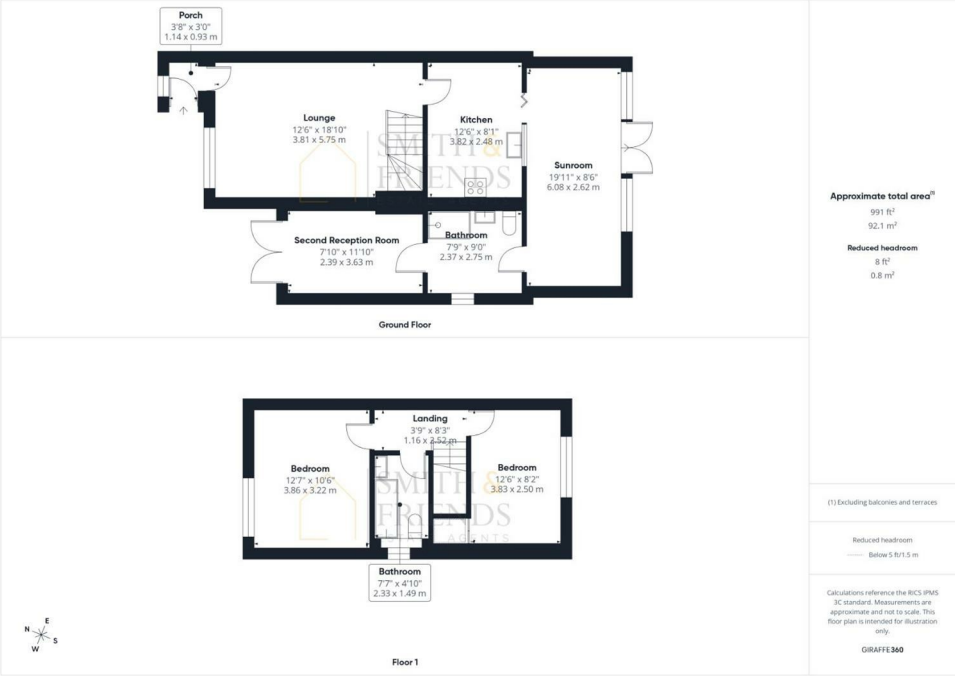 Porch
3'8" x 3'0"
1.14 x 0.93 m
Lounge
12'6" x 18'10"
3.81 x 5.75 m
Kitchen
12'6" x 8'1"
3.82 x 2.48 m
Sunroom
19'11" x 8'6"
6.08 x 2.62 m
SMITH &
FRIENDS
Second Reception Room
7'10" x 11'10"
2.39 x 3.63 m
Bathroom
7'9" x 9'0"
2.37 x 2.75 m
Ground Floor
Landing
3'9" x 8'3"
1.16 x 2.52 m
Bedroom
12'7" x 10'6"
3.86 x 3.22 m
Bedroom
12'6" x 8'2"
3.83 x 2.50 m
SMITH &
FRIENDS
AGENTS
Bathroom
7'7" x 4'10"
2.33 x 1.49 m
N
E
S
W
Floor 1
Approximate total area(1)
991 ft²
92.1 m²
Reduced headroom
8 ft²
0.8 m²
(1) Excluding balconies and terraces
Reduced headroom
Below 5 ft/1.5 m
Calculations reference the RICS IPMS
3C standard. Measurements are
approximate and not to scale. This
floor plan is intended for illustration
only.
GIRAFFE360